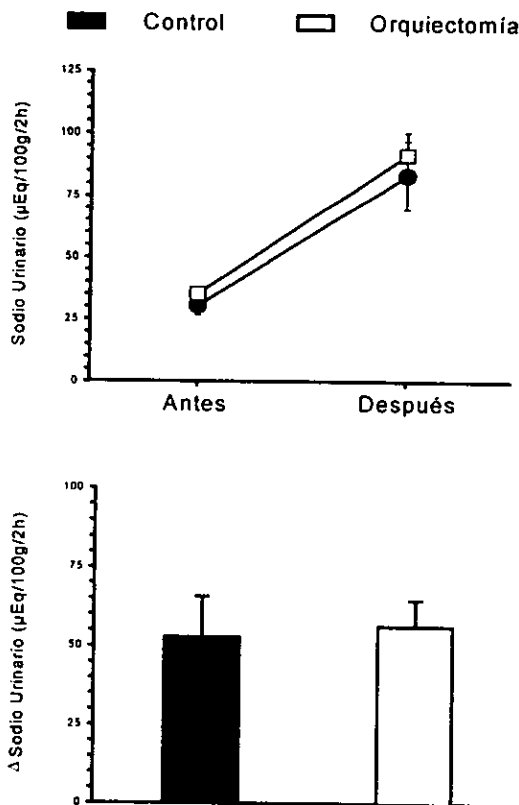 Control Orquiectomía
Sodio Urinario (µEq/100g/2h)
125
100
75
50
25
0
Antes Después
Δ Sodio Urinario (µEq/100g/2h)
100
75
50
25
0